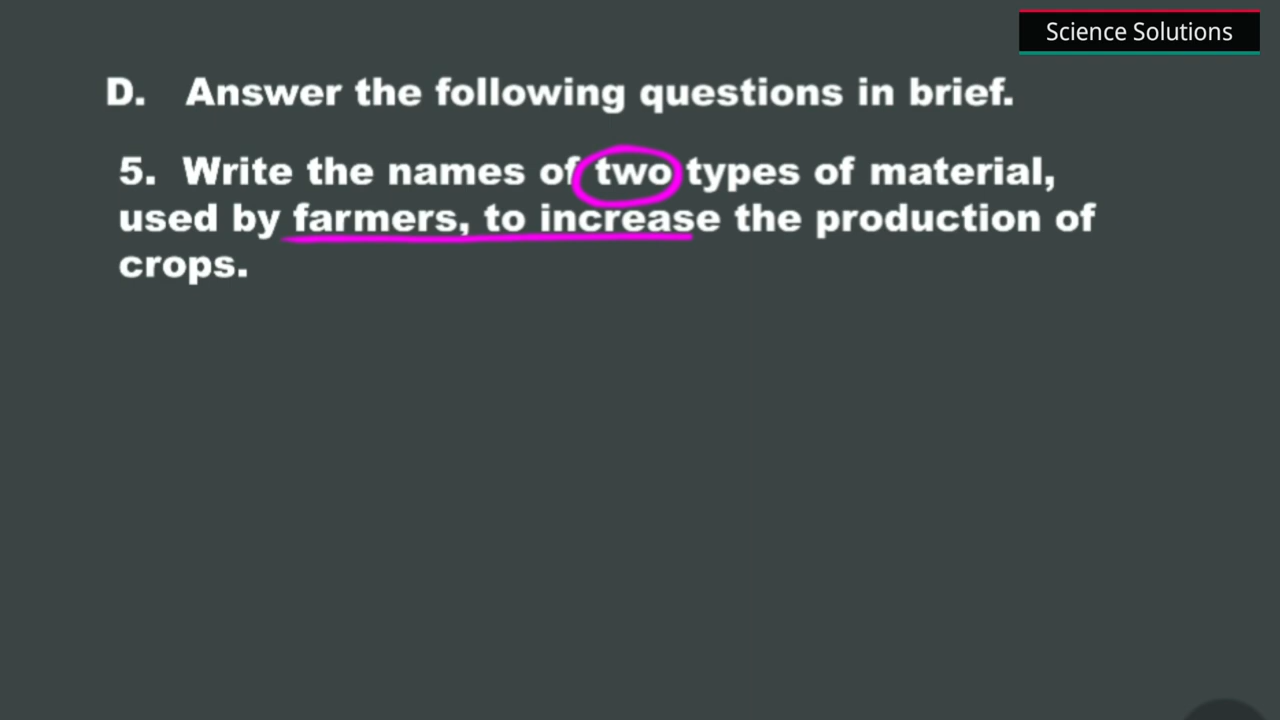 Science Solutions
D. Answer the following questions in brief.
5. Write the names of two types of material,
used by farmers, to increase the production of
crops.